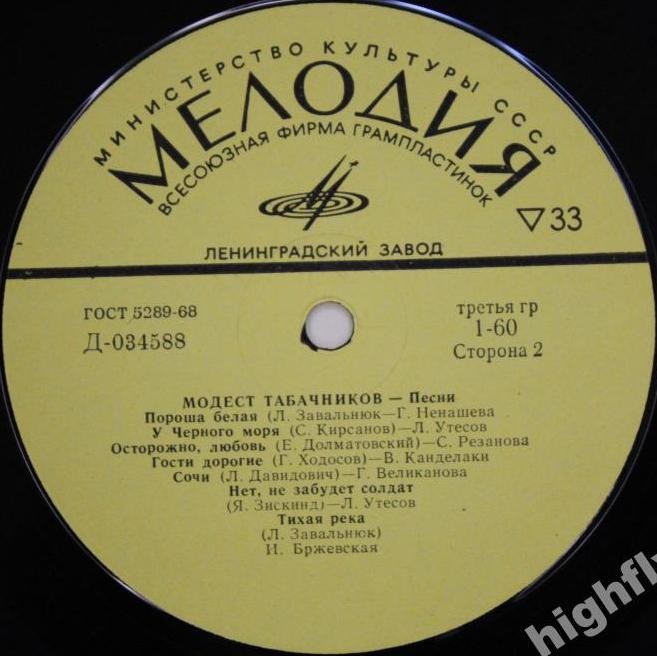 МИНИСТЕРСТВО КУЛЬТУРЫ СССР
МЕЛОДИЯ
ВСЕСОЮЗНАЯ ФИРМА ГРАМПЛАСТИНОК
▽33
ЛЕНИНГРАДСКИЙ ЗАВОД
ГОСТ 5289-68
Д-034588
третья гр
1-60
Сторона 2
МОДЕСТ ТАБАЧНИКОВ — Песни
Пороша белая (Л. Завальнюк—Г. Ненашева
У Черного моря (С. Кирсанов)—Л. Утесов
Осторожно, любовь (Е. Долматовский)—С. Резанова
Гости дорогие (Г. Ходосов)—В. Канделаки
Сочи (Л. Давидович)—Г. Великанова
Нет, не забудет солдат
(Я. Зискинд)—Л. Утесов
Тихая река
(Л. Завальнюк)
И. Бржевская
highfly